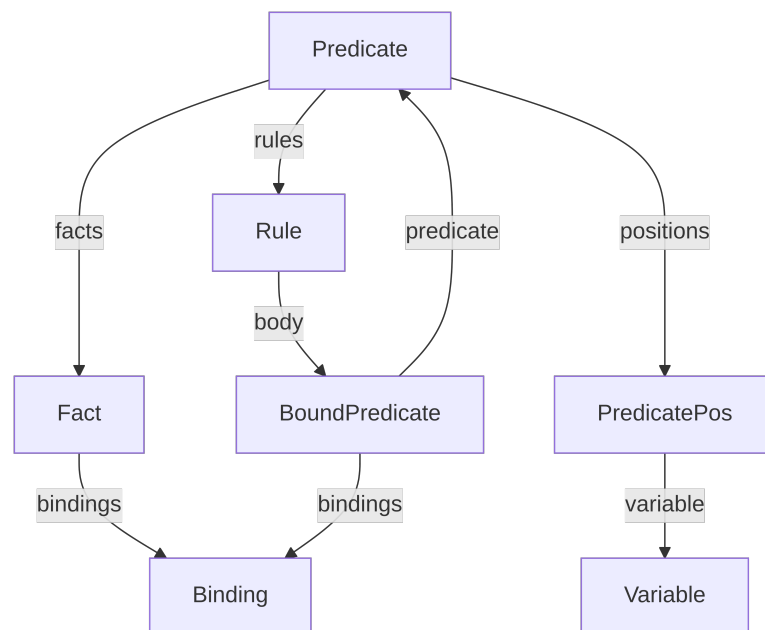 Predicate
rules
Rule
facts
predicate
positions
body
Fact
BoundPredicate
PredicatePos
bindings
bindings
variable
Binding
Variable